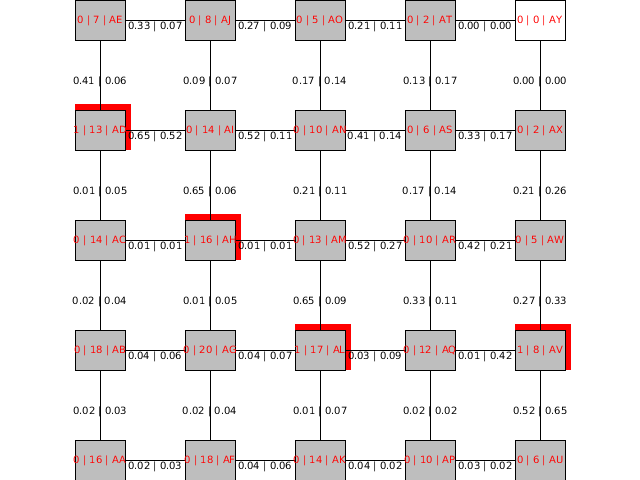 0 | 7 | AE 0.33 | 0.07 0 | 8 | AJ 0.27 | 0.09 0 | 5 | AO 0.21 | 0.11 0 | 2 | AT 0.00 | 0.00 0 | 0 | AY
0.41 | 0.06 0.09 | 0.07 0.17 | 0.14 0.13 | 0.17 0.00 | 0.00
1 | 13 | AD 0.65 | 0.52 0 | 14 | AI 0.52 | 0.11 0 | 10 | AN 0.41 | 0.14 0 | 6 | AS 0.33 | 0.17 0 | 2 | AX
0.01 | 0.05 0.65 | 0.06 0.21 | 0.11 0.17 | 0.14 0.21 | 0.26
0 | 14 | AC 0.01 | 0.01 1 | 16 | AH 0.01 | 0.01 0 | 13 | AM 0.52 | 0.27 0 | 10 | AR 0.42 | 0.21 0 | 5 | AW
0.02 | 0.04 0.01 | 0.05 0.65 | 0.09 0.33 | 0.11 0.27 | 0.33
0 | 18 | AB 0.04 | 0.06 0 | 20 | AG 0.04 | 0.07 1 | 17 | AL 0.03 | 0.09 0 | 12 | AQ 0.01 | 0.42 1 | 8 | AV
0.02 | 0.03 0.02 | 0.04 0.01 | 0.07 0.02 | 0.02 0.52 | 0.65
0 | 16 | AA 0.02 | 0.03 0 | 18 | AF 0.04 | 0.06 0 | 14 | AK 0.04 | 0.02 0 | 10 | AP 0.03 | 0.02 0 | 6 | AU